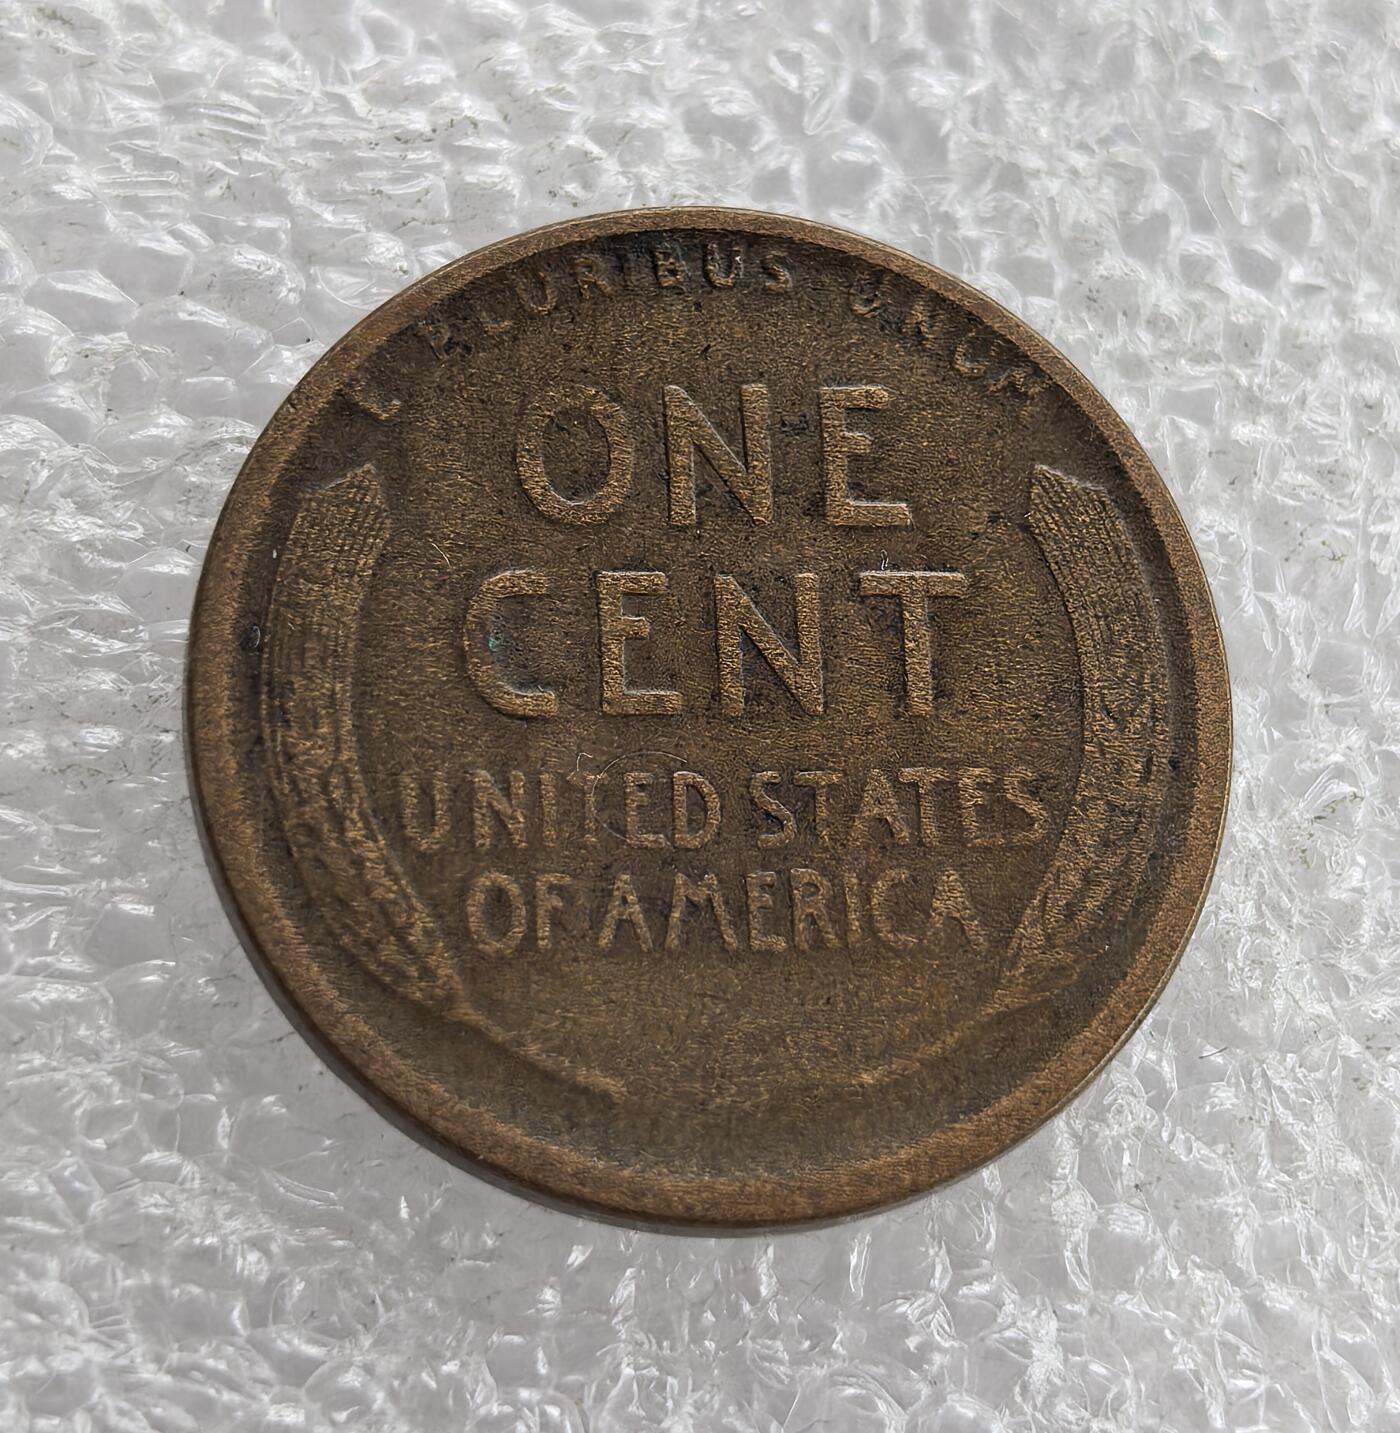 E PLURIBUS UNUM
ONE
CENT
UNITED STATES
OF AMERICA